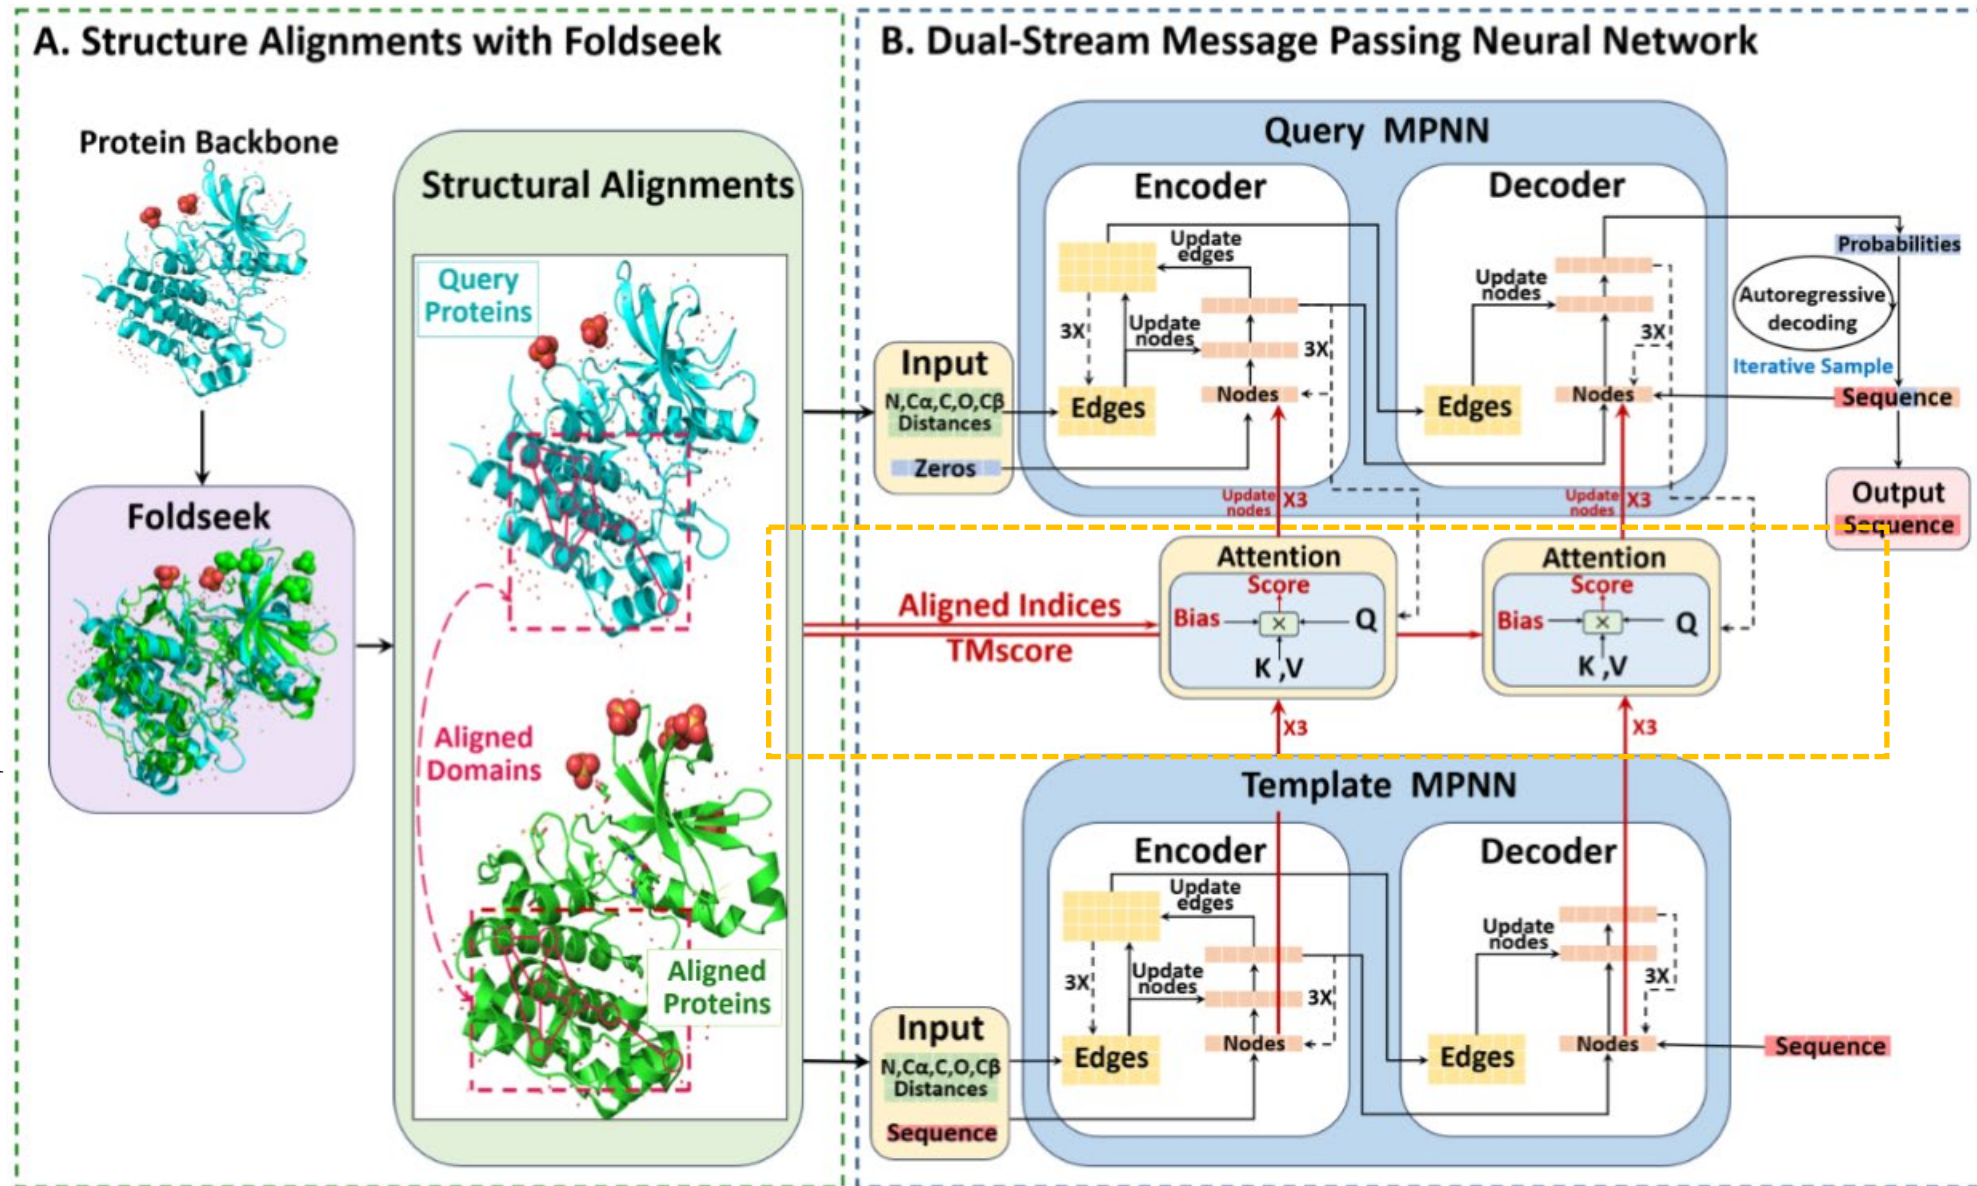 A. Structure Alignments with Foldseek
Protein Backbone
Foldseek
Structural Alignments
Query
Proteins
Aligned
Domains
Aligned
Proteins
B. Dual-Stream Message Passing Neural Network
Query MPNN
Encoder
Decoder
Input
N,Cα,C,O,Cβ
Distances
Zeros
Update
edges
3X
Update
nodes
3X
Edges
Nodes
Update
nodes
3X
Edges
Nodes
Probabilities
Autoregressive
decoding
Iterative Sample
Sequence
Output
Sequence
Update
nodes
X3
Update
nodes
X3
Aligned Indices
TMscore
Attention
Score
Bias
×
Q
K ,V
Attention
Score
Bias
×
Q
K ,V
X3
X3
Template MPNN
Encoder
Decoder
Input
N,Cα,C,O,Cβ
Distances
Sequence
Update
edges
3X
Update
nodes
3X
Edges
Nodes
Update
nodes
3X
Edges
Nodes
Sequence